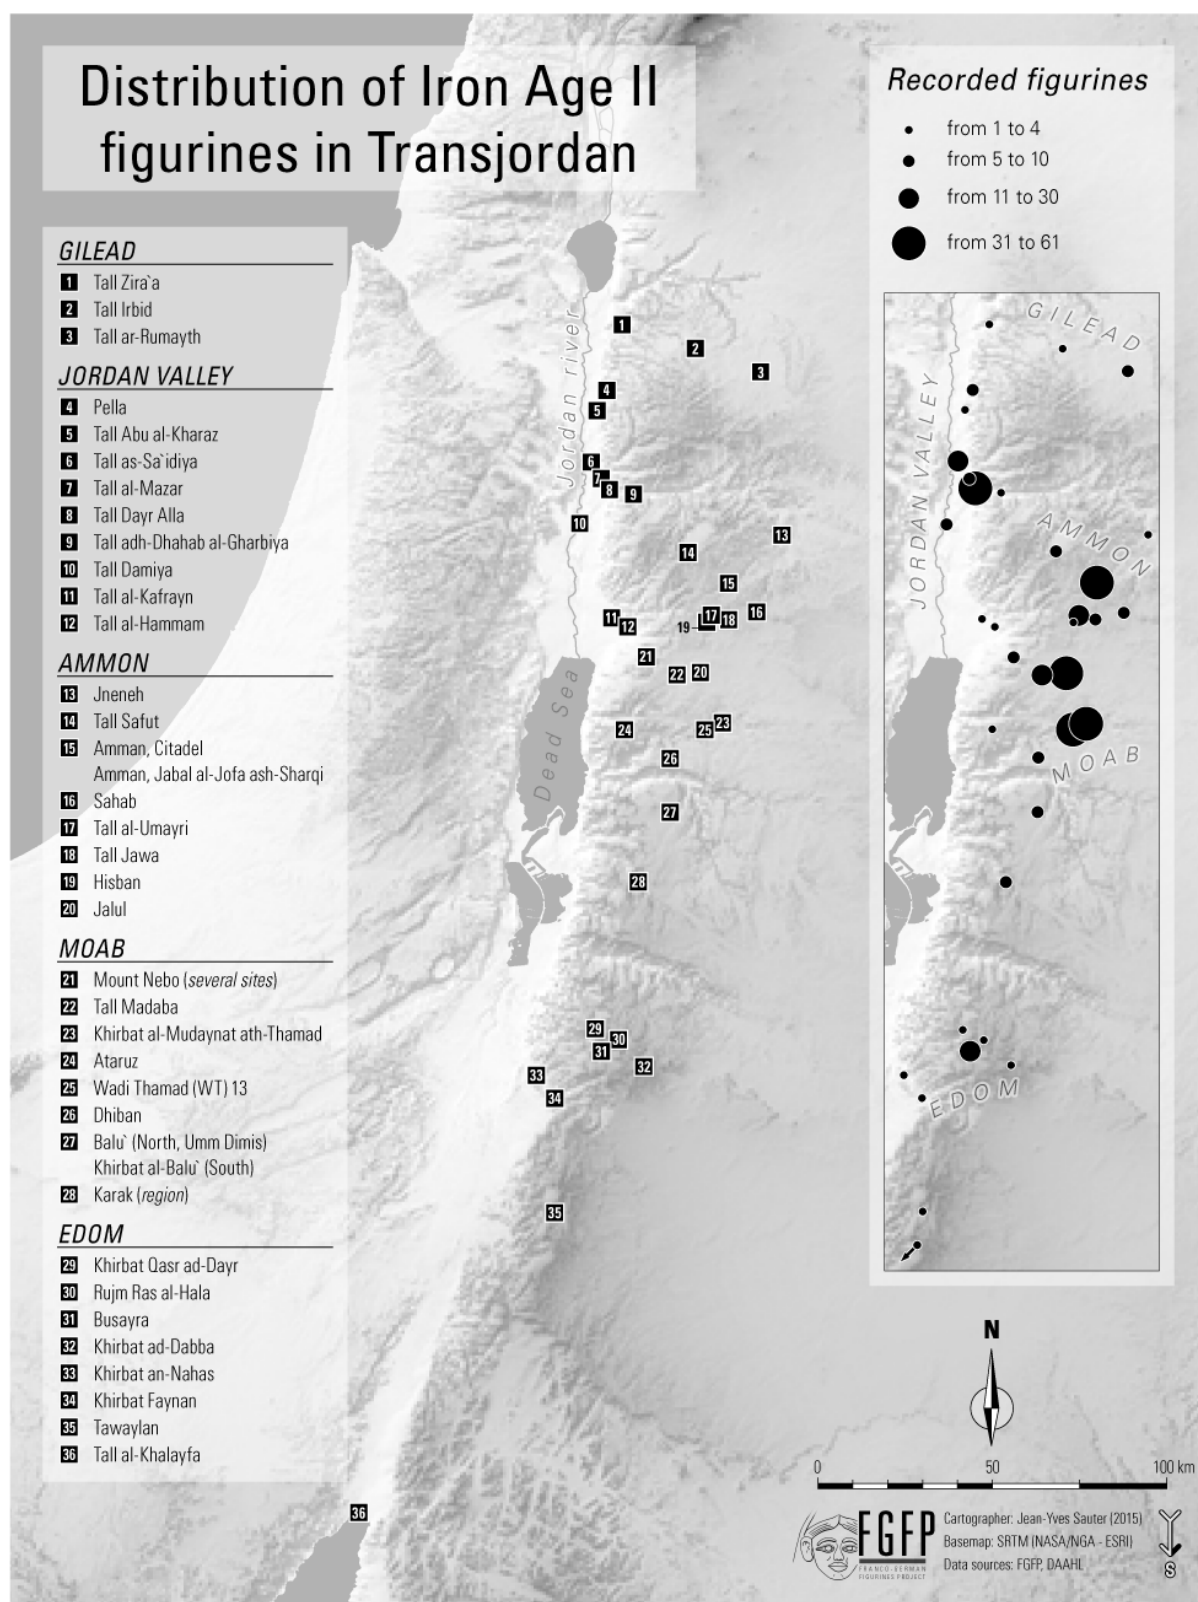 Distribution of Iron Age II
figurines in Transjordan
GILEAD
1 Tall Zira`a
2 Tall Irbid
3 Tall ar-Rumayth
JORDAN VALLEY
4 Pella
5 Tall Abu al-Kharaz
6 Tall as-Sa`idiya
7 Tall al-Mazar
8 Tall Dayr Alla
9 Tall adh-Dhahab al-Gharbiya
10 Tall Damiya
11 Tall al-Kafrayn
12 Tall al-Hammam
AMMON
13 Jneneh
14 Tall Safut
15 Amman, Citadel
Amman, Jabal al-Jofa ash-Sharqi
16 Sahab
17 Tall al-Umayri
18 Tall Jawa
19 Hisban
20 Jalul
MOAB
21 Mount Nebo (several sites)
22 Tall Madaba
23 Khirbat al-Mudaynat ath-Thamad
24 Ataruz
25 Wadi Thamad (WT) 13
26 Dhiban
27 Balu` (North, Umm Dimis)
Khirbat al-Balu` (South)
28 Karak (region)
EDOM
29 Khirbat Qasr ad-Dayr
30 Rujm Ras al-Hala
31 Busayra
32 Khirbat ad-Dabba
33 Khirbat an-Nahas
34 Khirbat Faynan
35 Tawaylan
36 Tall al-Khalayfa
Jordan river
Dead Sea
1
2
3
4
5
6
7
8
9
10
13
14
15
16
11
12
17
18
19
21
22
20
24
25
23
26
27
28
29
30
31
32
33
34
35
36
Recorded figurines
from 1 to 4
from 5 to 10
from 11 to 30
from 31 to 61
GILEAD
JORDAN VALLEY
AMMON
MOAB
EDOM
N
0 50 100 km
FGFP
FRANCO-GERMAN
FIGURINES PROJECT
Cartographer: Jean-Yves Sauter (2015)
Basemap: SRTM (NASA/NGA - ESRI)
Data sources: FGFP, DAAHL
S